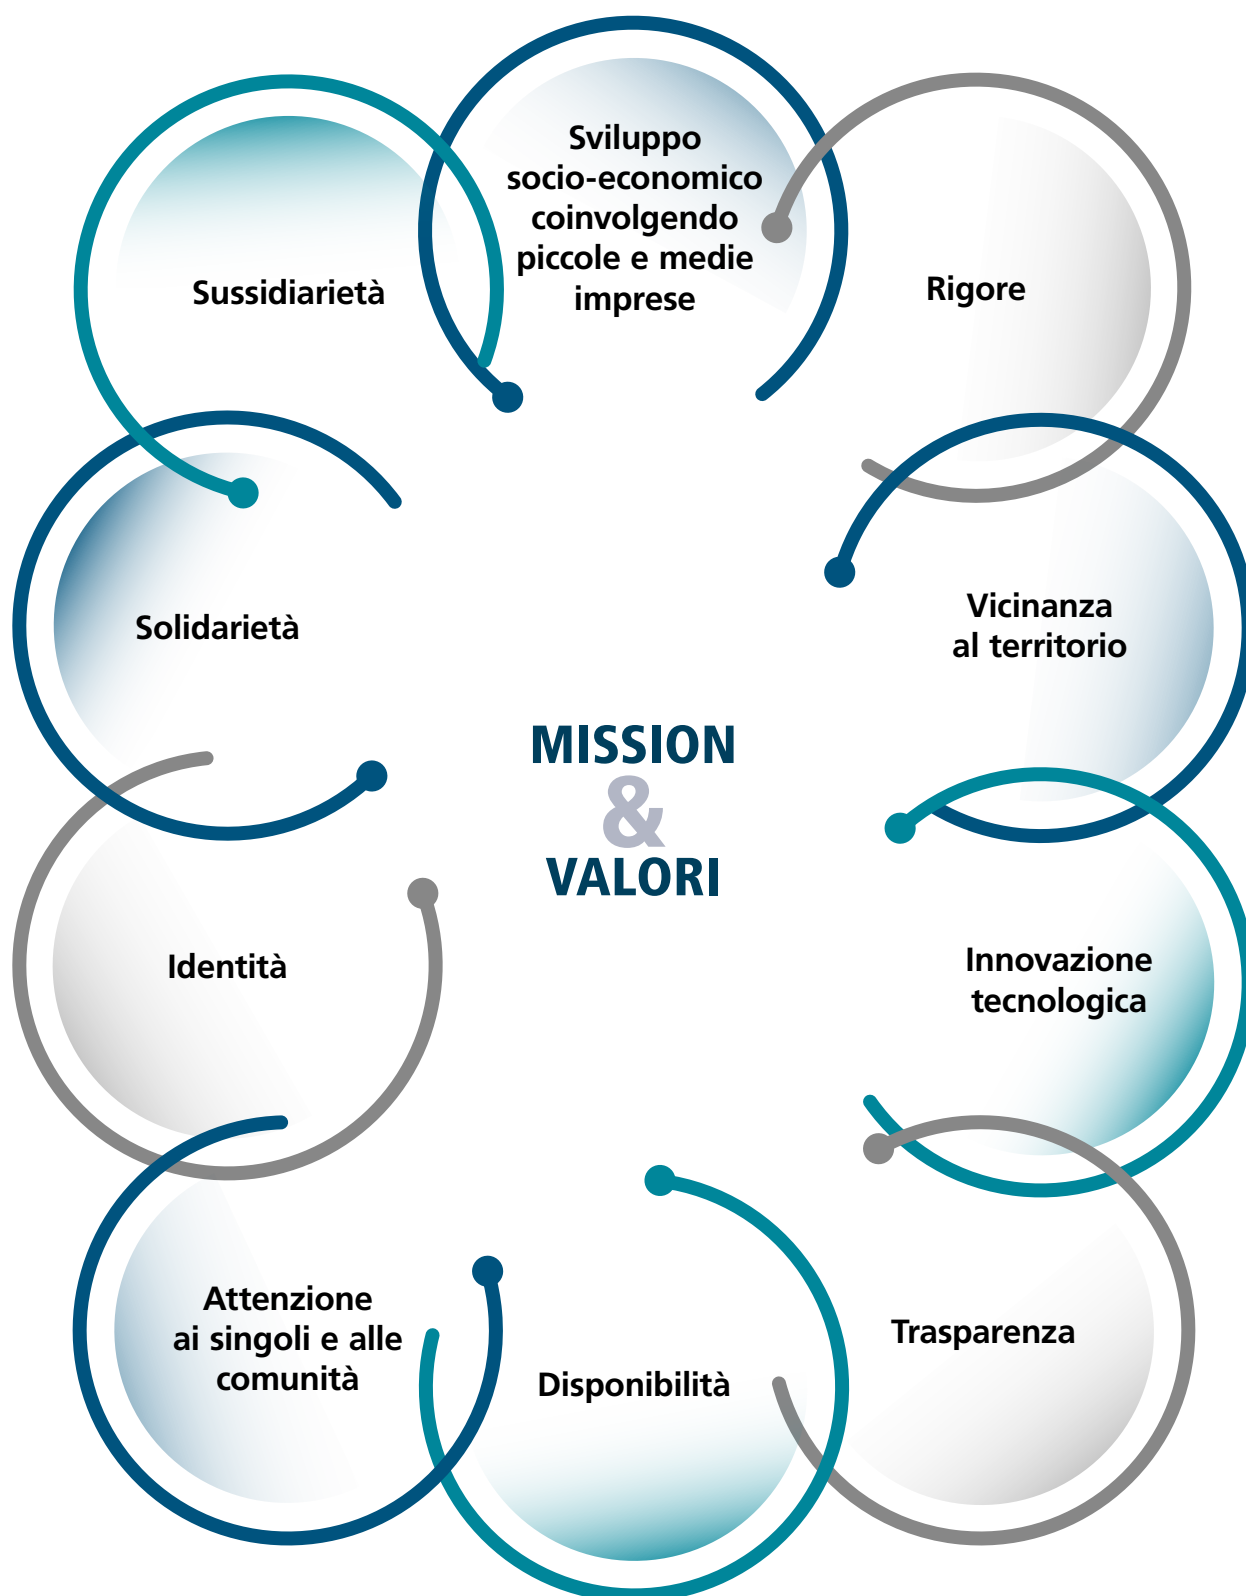 Sviluppo
socio-economico
coinvolgendo
piccole e medie
imprese
Rigore
Vicinanza
al territorio
Innovazione
tecnologica
Trasparenza
Disponibilità
Attenzione
ai singoli e alle
comunità
Identità
Solidarietà
Sussidiarietà
MISSION
&
VALORI